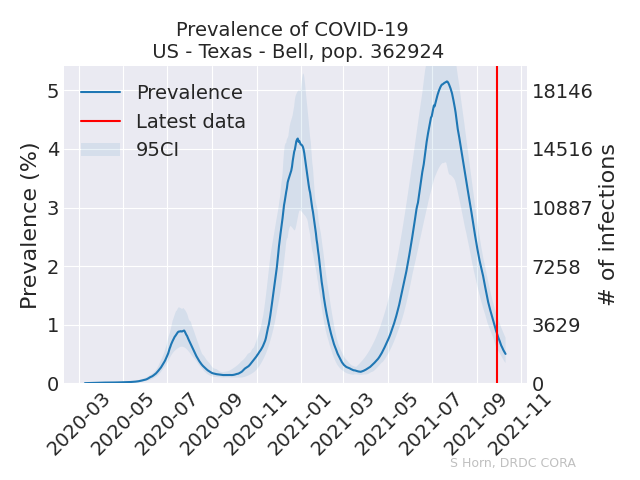 Prevalence of COVID-19
US - Texas - Bell, pop. 362924
Prevalence
Latest data
95CI
Prevalence (%)
5
4
3
2
1
0
18146
14516
10887
7258
3629
0
# of infections
2020-03
2020-05
2020-07
2020-09
2020-11
2021-01
2021-03
2021-05
2021-07
2021-09
2021-11
S Horn, DRDC CORA